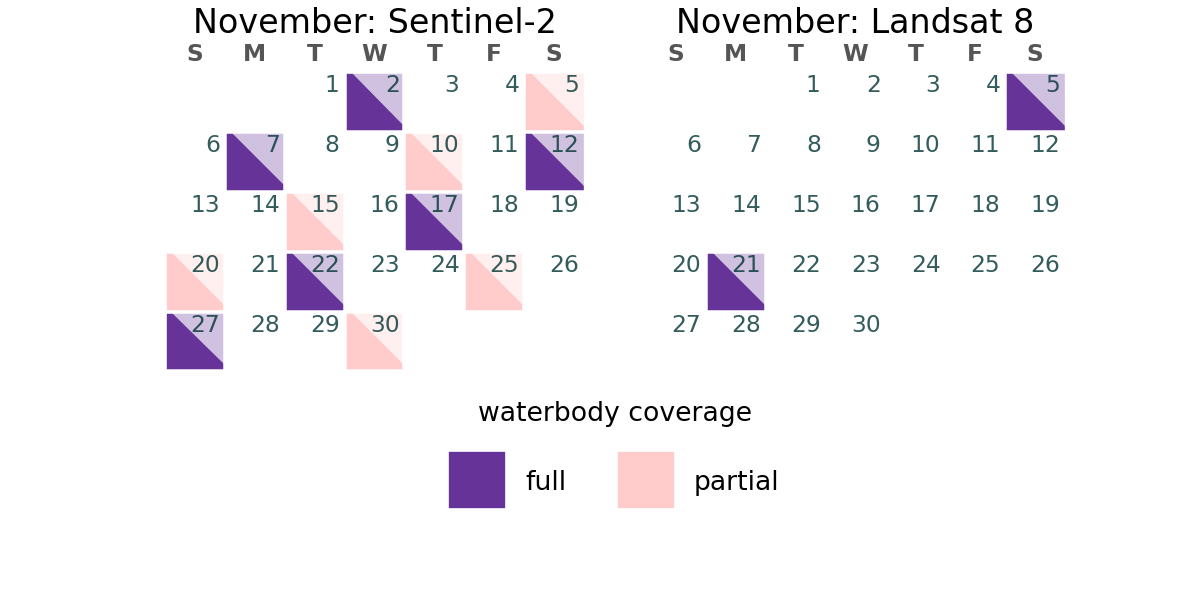 November: Sentinel-2
S M T W T F S
1 2 3 4 5
6 7 8 9 10 11 12
13 14 15 16 17 18 19
20 21 22 23 24 25 26
27 28 29 30
November: Landsat 8
S M T W T F S
1 2 3 4 5
6 7 8 9 10 11 12
13 14 15 16 17 18 19
20 21 22 23 24 25 26
27 28 29 30
waterbody coverage
full partial